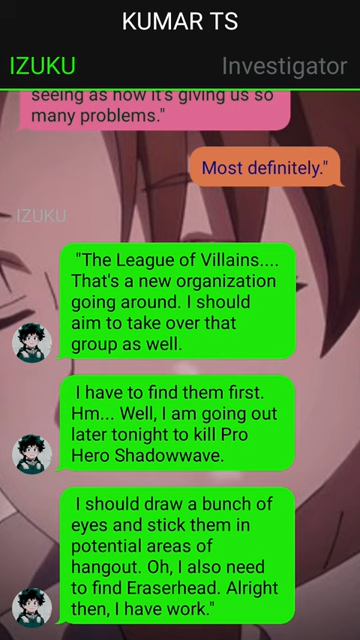 KUMAR TS
IZUKU
Investigator
seeing as how it's giving us so
many problems."
Most definitely."
IZUKU
"The League of Villains....
That's a new organization
going around. I should
aim to take over that
group as well.
I have to find them first.
Hm... Well, I am going out
later tonight to kill Pro
Hero Shadowwave.
I should draw a bunch of
eyes and stick them in
potential areas of
hangout. Oh, I also need
to find Eraserhead. Alright
then, I have work."